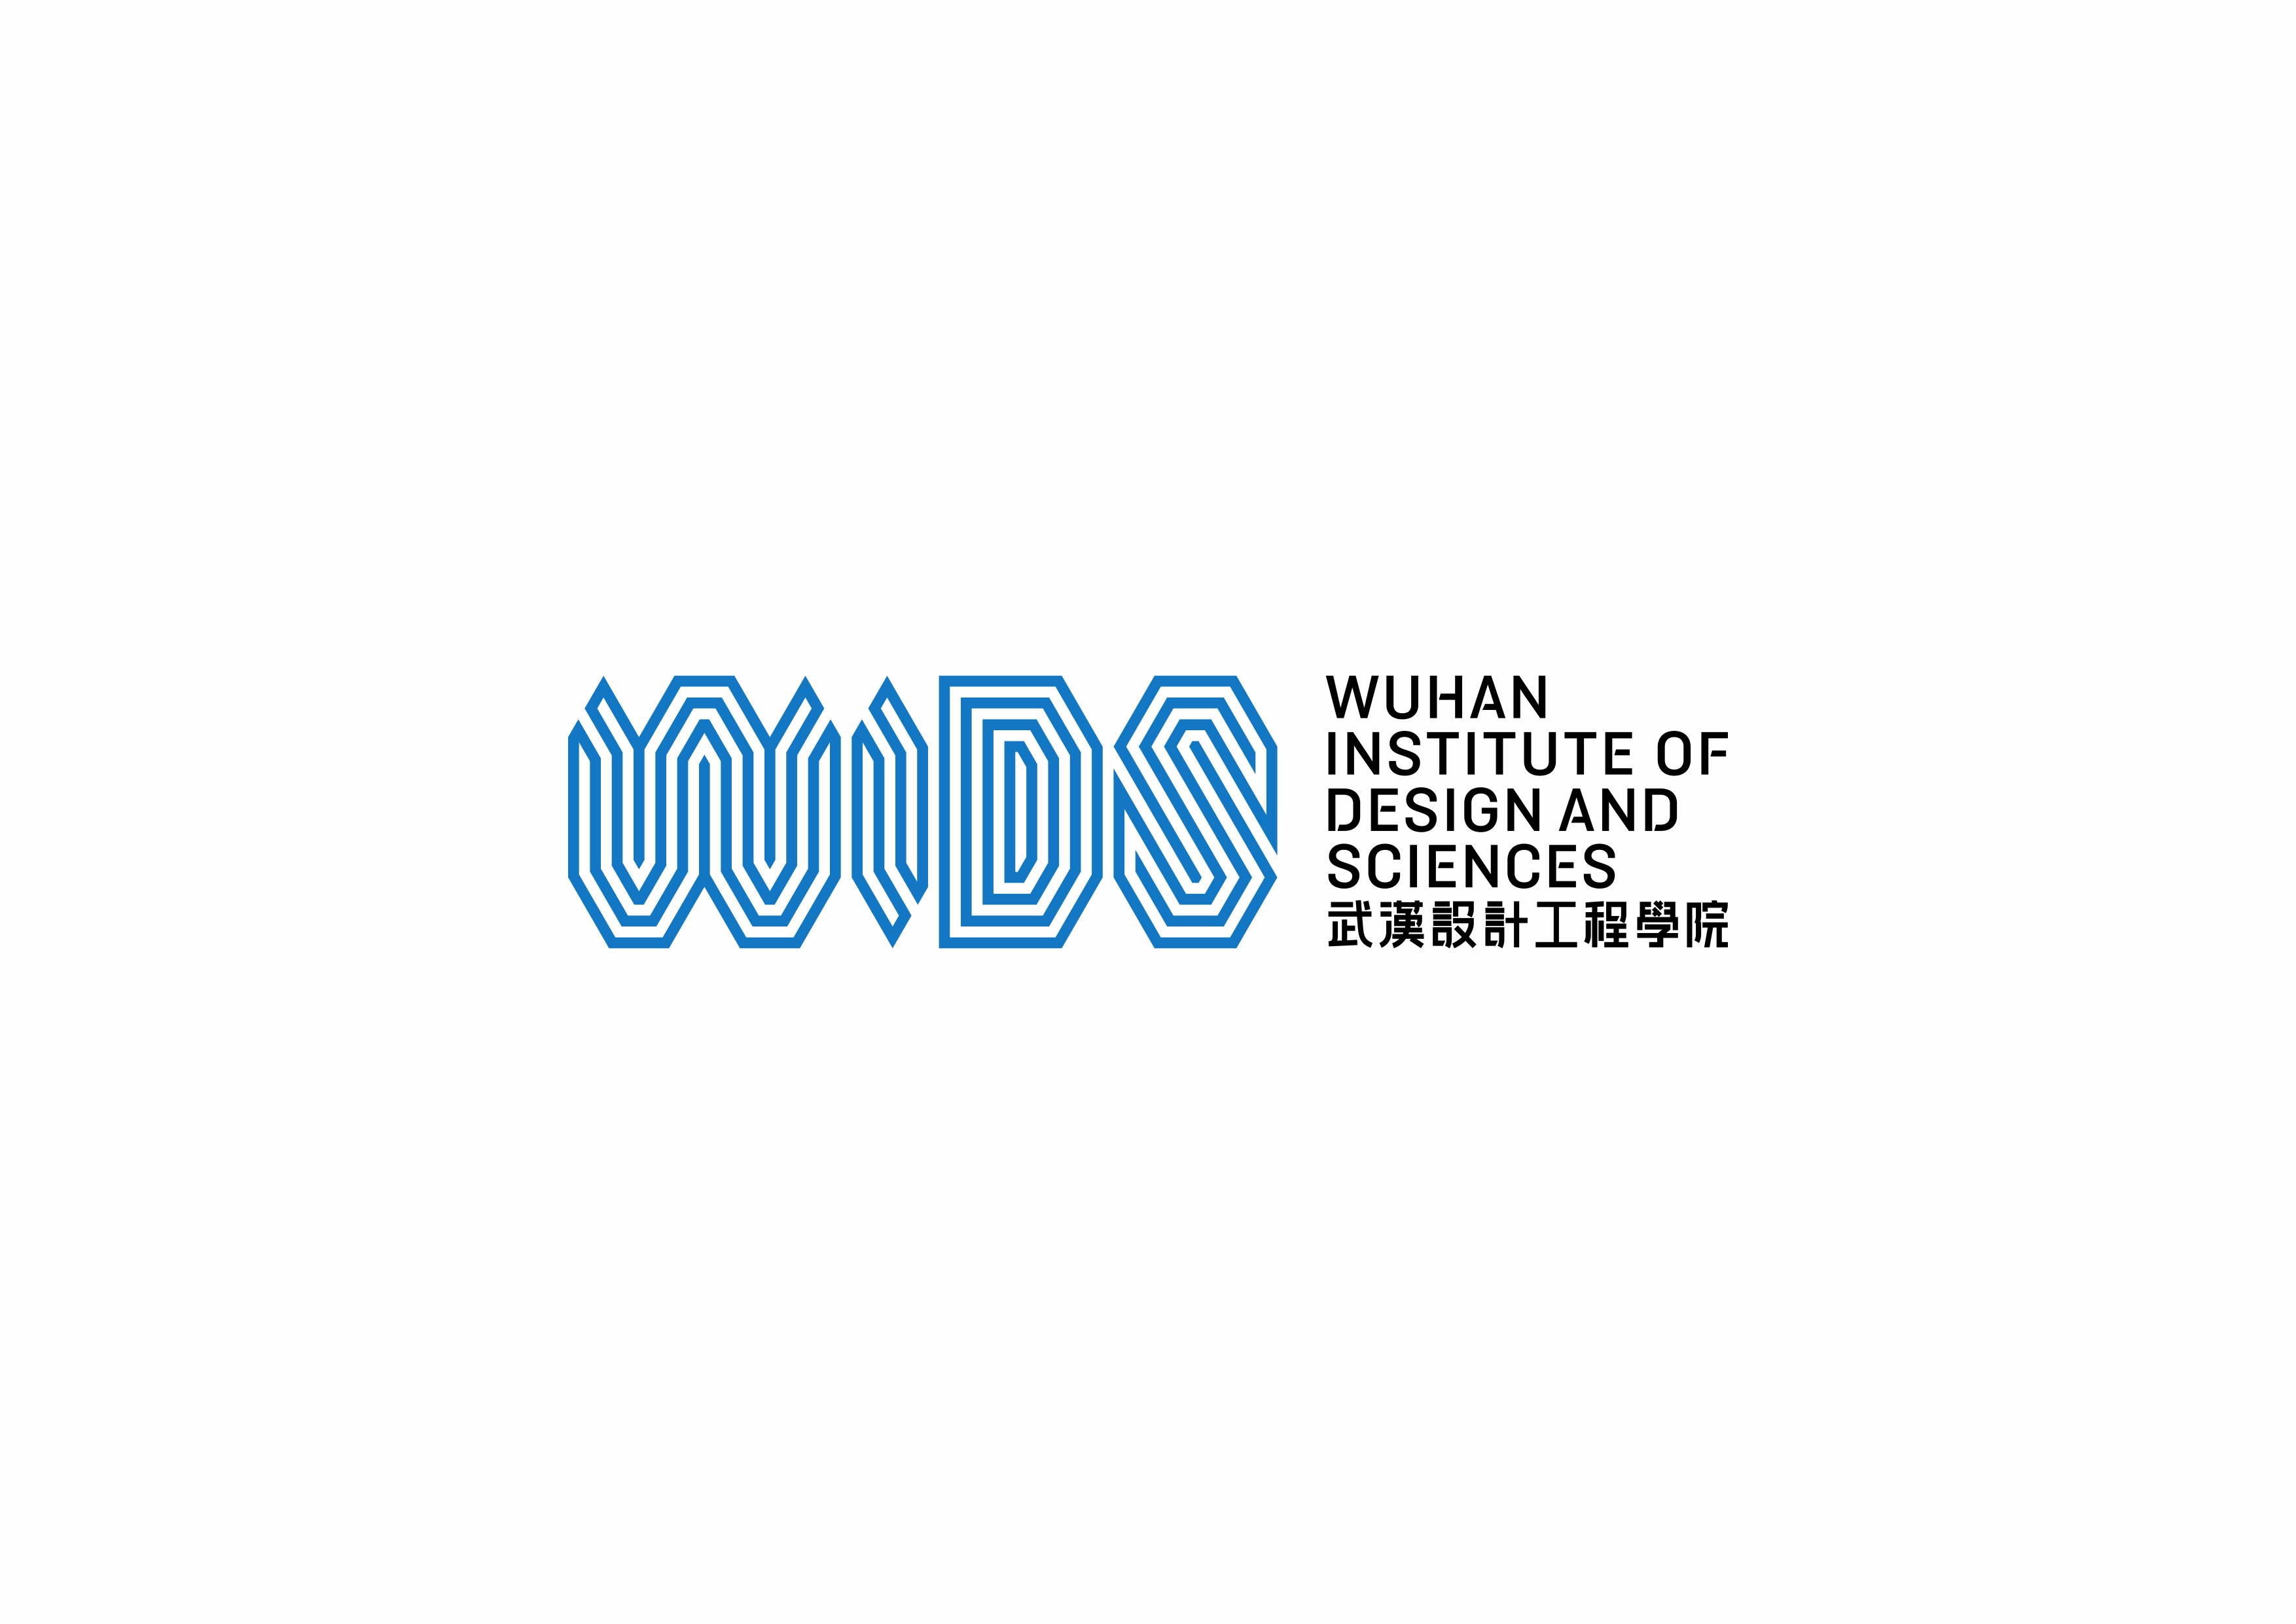 WIDS
WUHAN
INSTITUTE OF
DESIGN AND
SCIENCES
武漢設計工程學院